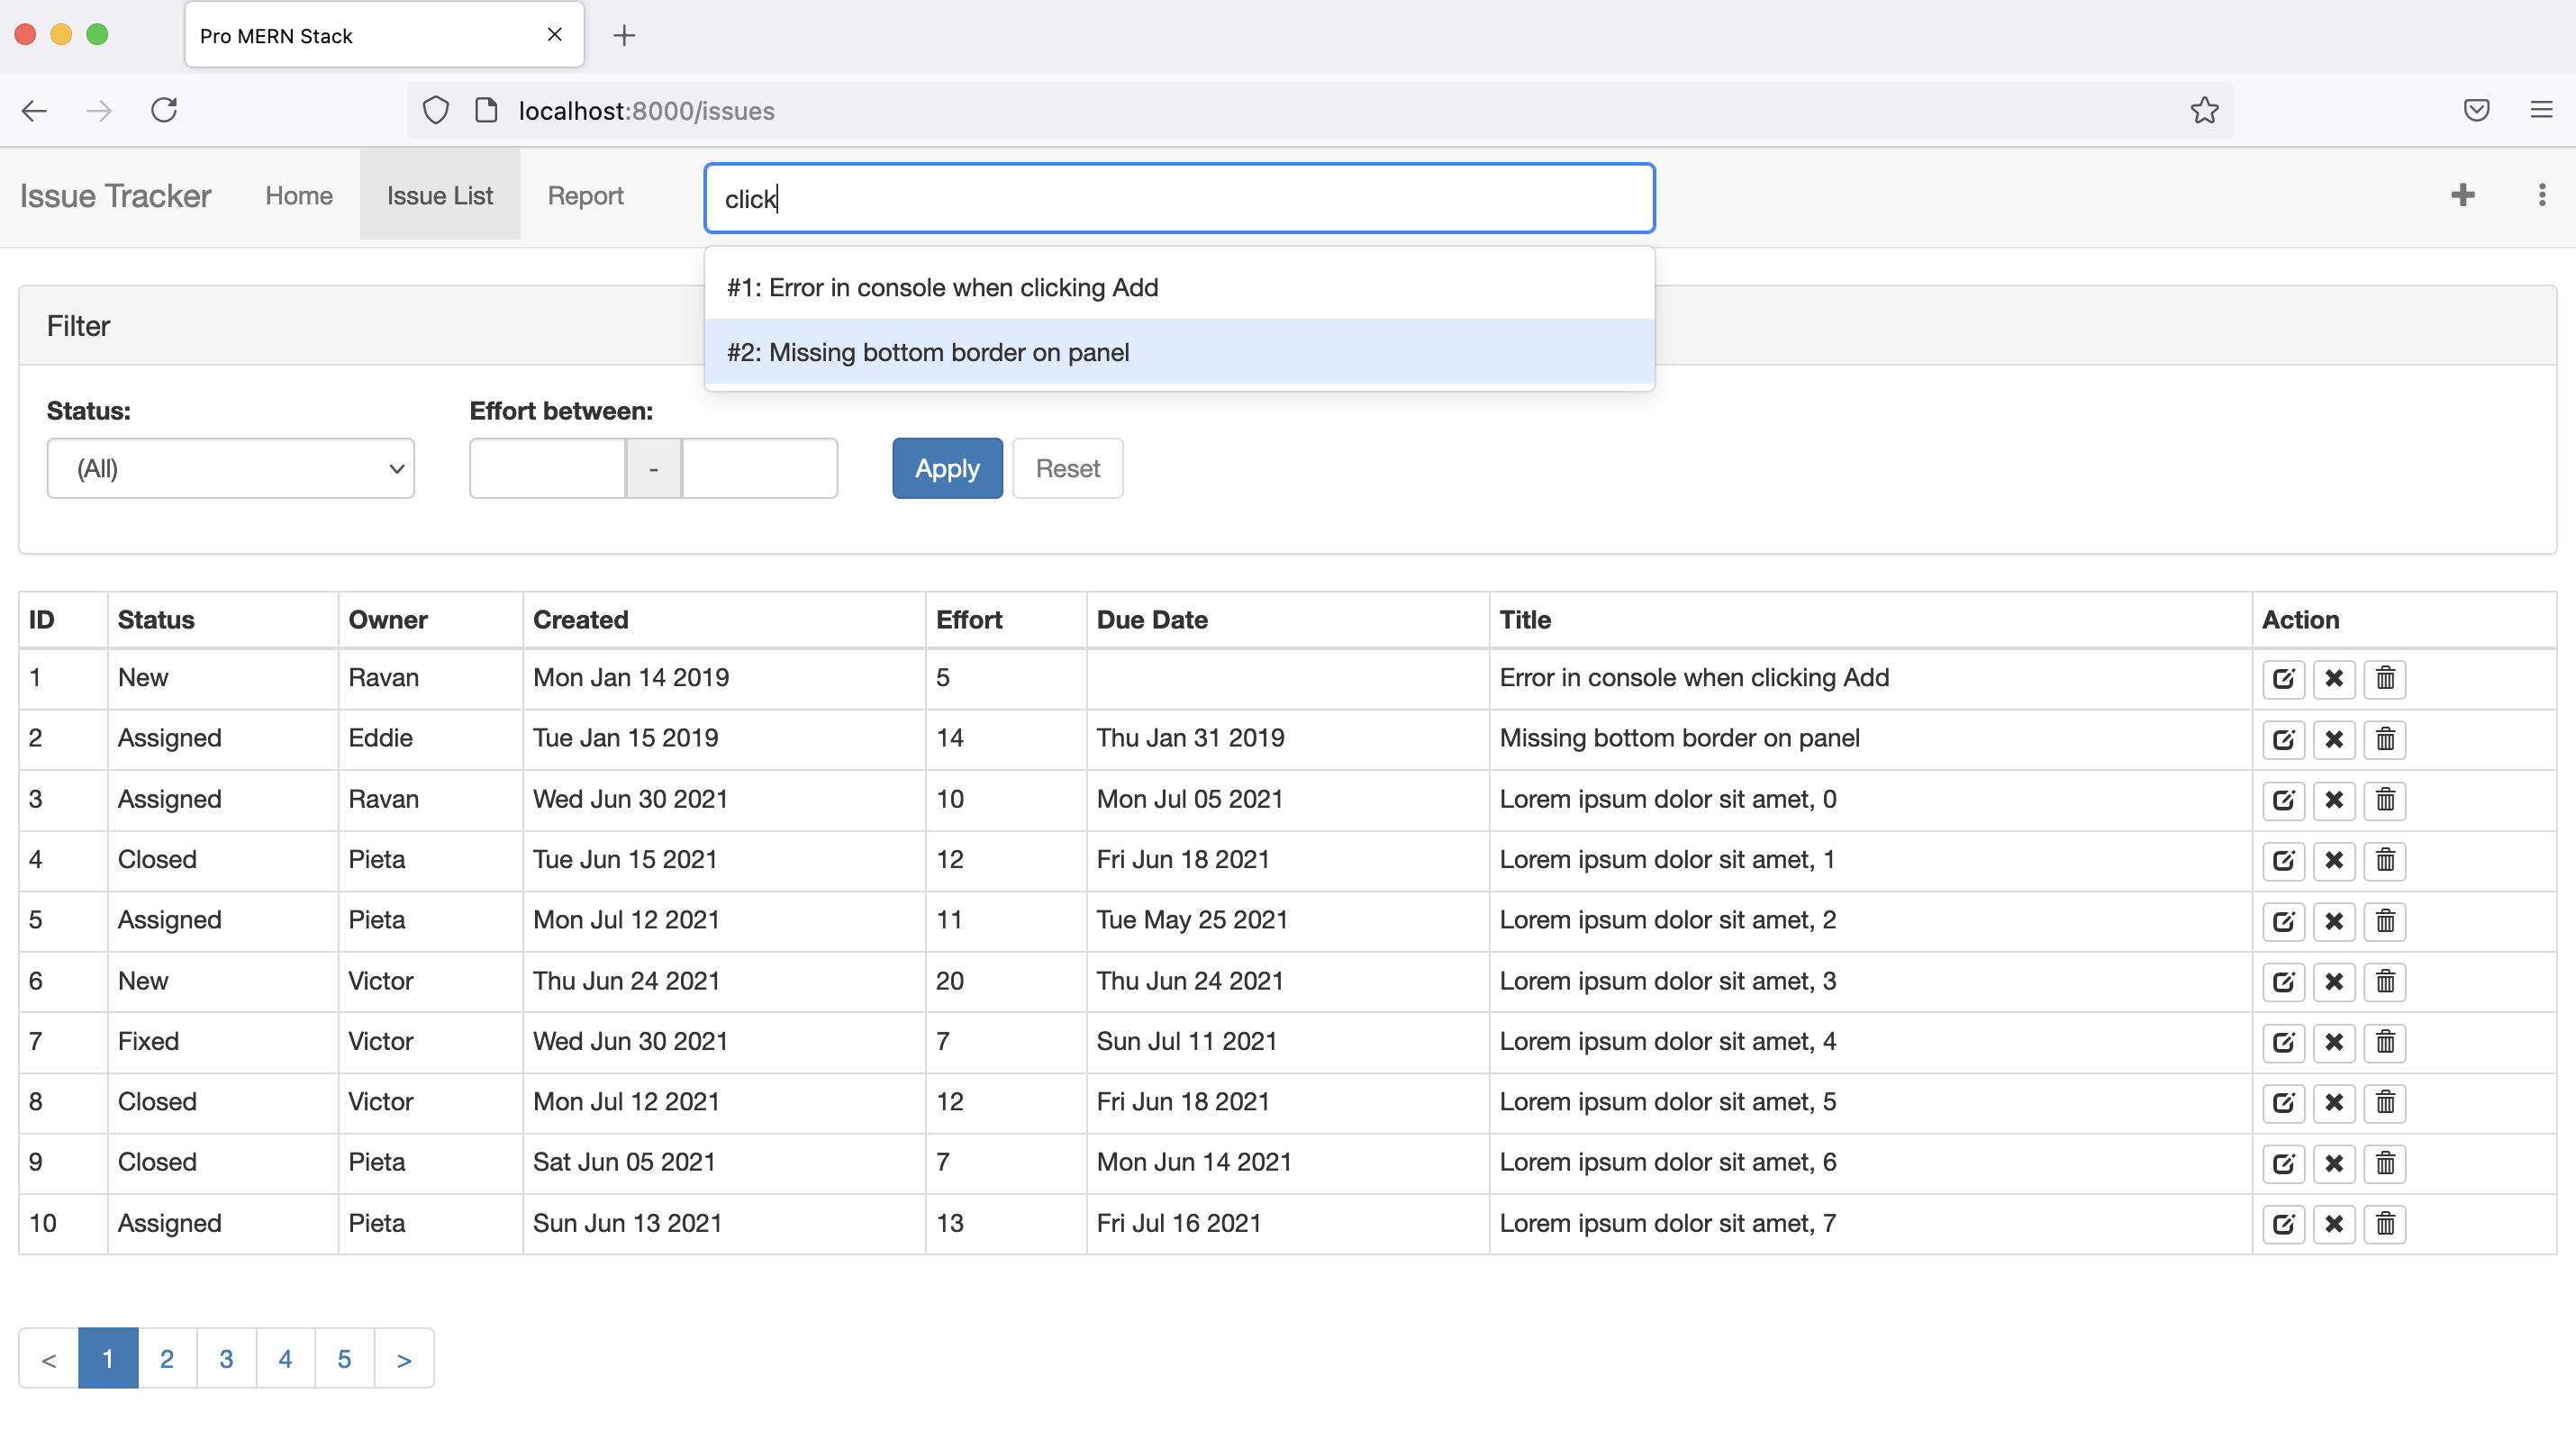 Pro MERN Stack
localhost:8000/issues
Issue Tracker Home Issue List Report click
#1: Error in console when clicking Add
#2: Missing bottom border on panel
Filter
Status: Effort between:
(All) - Apply Reset
ID Status Owner Created Effort Due Date Title Action
1 New Ravan Mon Jan 14 2019 5 Error in console when clicking Add
2 Assigned Eddie Tue Jan 15 2019 14 Thu Jan 31 2019 Missing bottom border on panel
3 Assigned Ravan Wed Jun 30 2021 10 Mon Jul 05 2021 Lorem ipsum dolor sit amet, 0
4 Closed Pieta Tue Jun 15 2021 12 Fri Jun 18 2021 Lorem ipsum dolor sit amet, 1
5 Assigned Pieta Mon Jul 12 2021 11 Tue May 25 2021 Lorem ipsum dolor sit amet, 2
6 New Victor Thu Jun 24 2021 20 Thu Jun 24 2021 Lorem ipsum dolor sit amet, 3
7 Fixed Victor Wed Jun 30 2021 7 Sun Jul 11 2021 Lorem ipsum dolor sit amet, 4
8 Closed Victor Mon Jul 12 2021 12 Fri Jun 18 2021 Lorem ipsum dolor sit amet, 5
9 Closed Pieta Sat Jun 05 2021 7 Mon Jun 14 2021 Lorem ipsum dolor sit amet, 6
10 Assigned Pieta Sun Jun 13 2021 13 Fri Jul 16 2021 Lorem ipsum dolor sit amet, 7
< 1 2 3 4 5 >